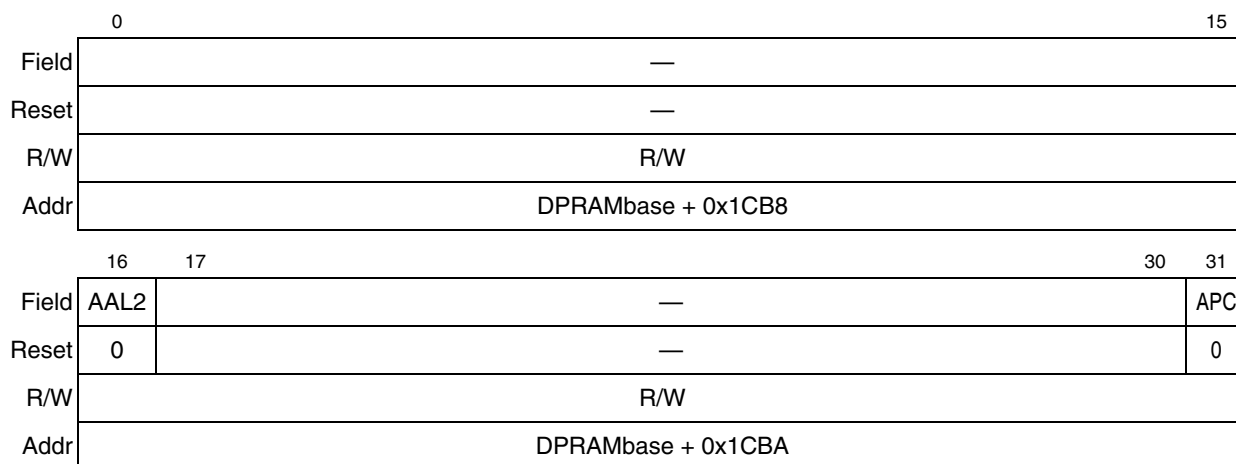 0 15
Field —
Reset —
R/W R/W
Addr DPRAMbase + 0x1CB8
16 17 30 31
Field AAL2 — APC
Reset 0 — 0
R/W R/W
Addr DPRAMbase + 0x1CBA